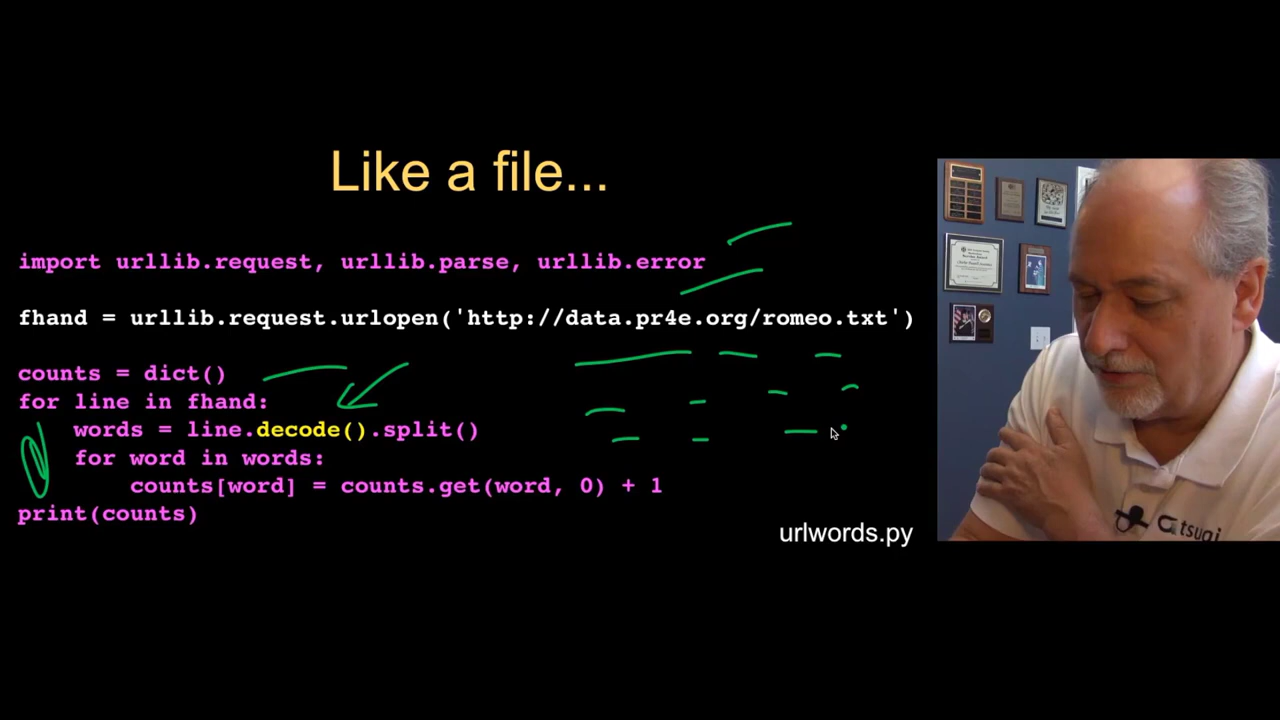 Like a file...
import urllib.request, urllib.parse, urllib.error
fhand = urllib.request.urlopen('http://data.pr4e.org/romeo.txt')
counts = dict()
for line in fhand:
    words = line.decode().split()
    for word in words:
        counts[word] = counts.get(word, 0) + 1
print(counts)
urlwords.py
tsugi